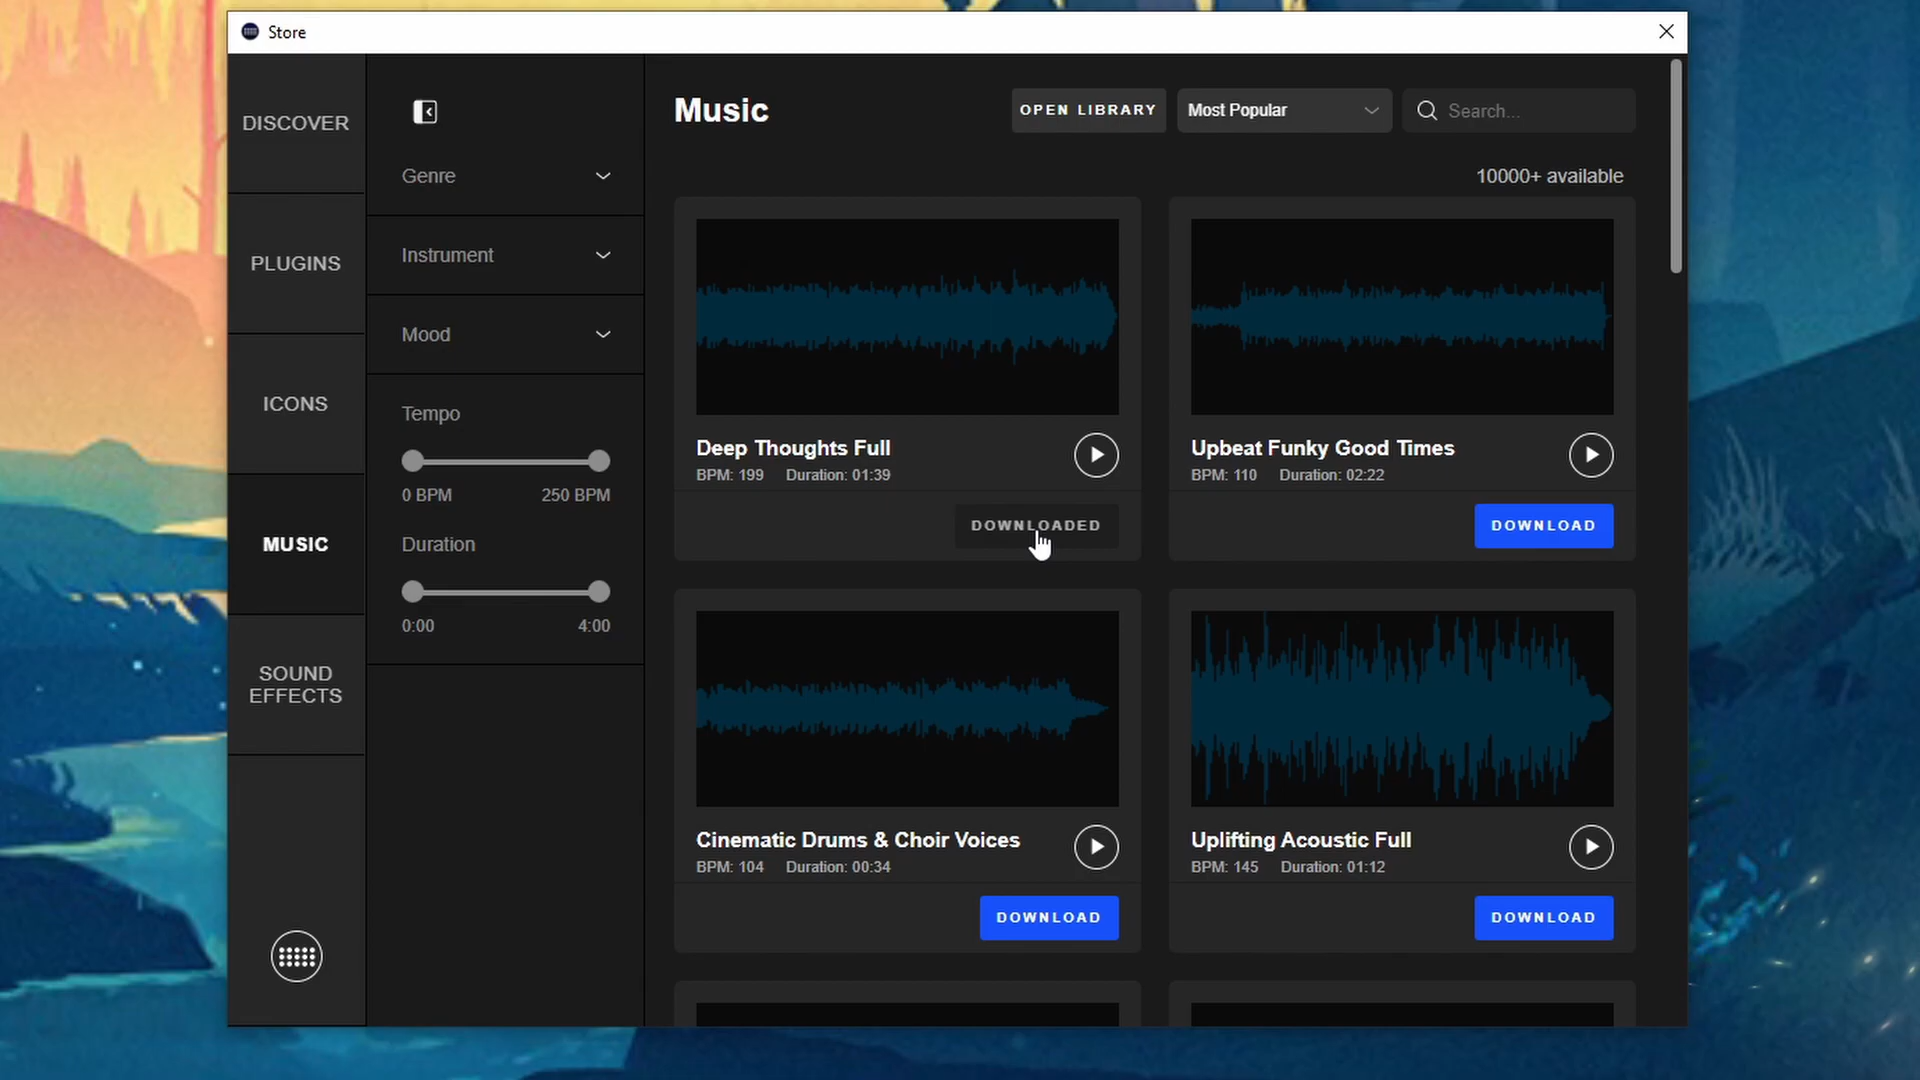 Store
DISCOVER
PLUGINS
ICONS
MUSIC
SOUND
EFFECTS
Genre
Instrument
Mood
Tempo
0 BPM 250 BPM
Duration
0:00 4:00
Music
OPEN LIBRARY
Most Popular
Search...
10000+ available
Deep Thoughts Full
BPM: 199 Duration: 01:39
DOWNLOADED
Upbeat Funky Good Times
BPM: 110 Duration: 02:22
DOWNLOAD
Cinematic Drums & Choir Voices
BPM: 104 Duration: 00:34
DOWNLOAD
Uplifting Acoustic Full
BPM: 145 Duration: 01:12
DOWNLOAD